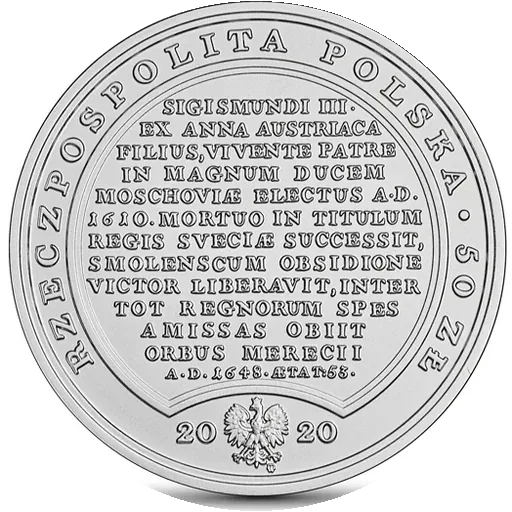 RZECZPOSPOLITA POLSKA · 50 ZŁ
SIGISMUNDI III·
EX ANNA AUSTRIACA
FILIUS, VIVENTE PATRE
IN MAGNUM DUCEM
MOSCHOVIÆ ELECTUS A·D.
1610. MORTUO IN TITULUM
REGIS SVECIÆ SUCCESSIT,
SMOLENSCUM OBSIDIONE
VICTOR LIBERAVIT, INTER
TOT REGNORUM SPES
AMISSAS OBIIT
ORBUS MERECII
A·D·1648·ÆTAT:53·
2020